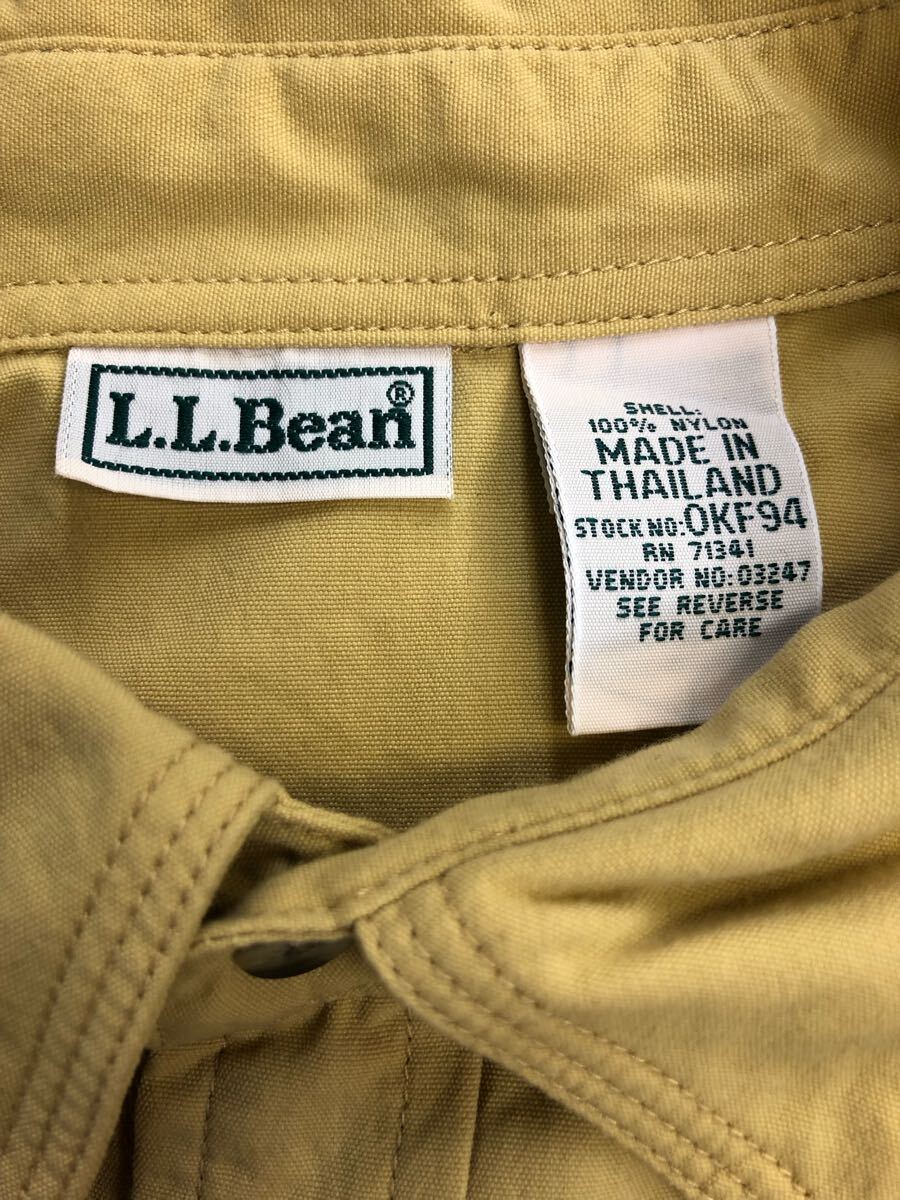 L.L.Bean®
SHELL:
100% NYLON
MADE IN
THAILAND
STOCK NO: 0KF94
RN 71341
VENDOR NO: 03247
SEE REVERSE
FOR CARE